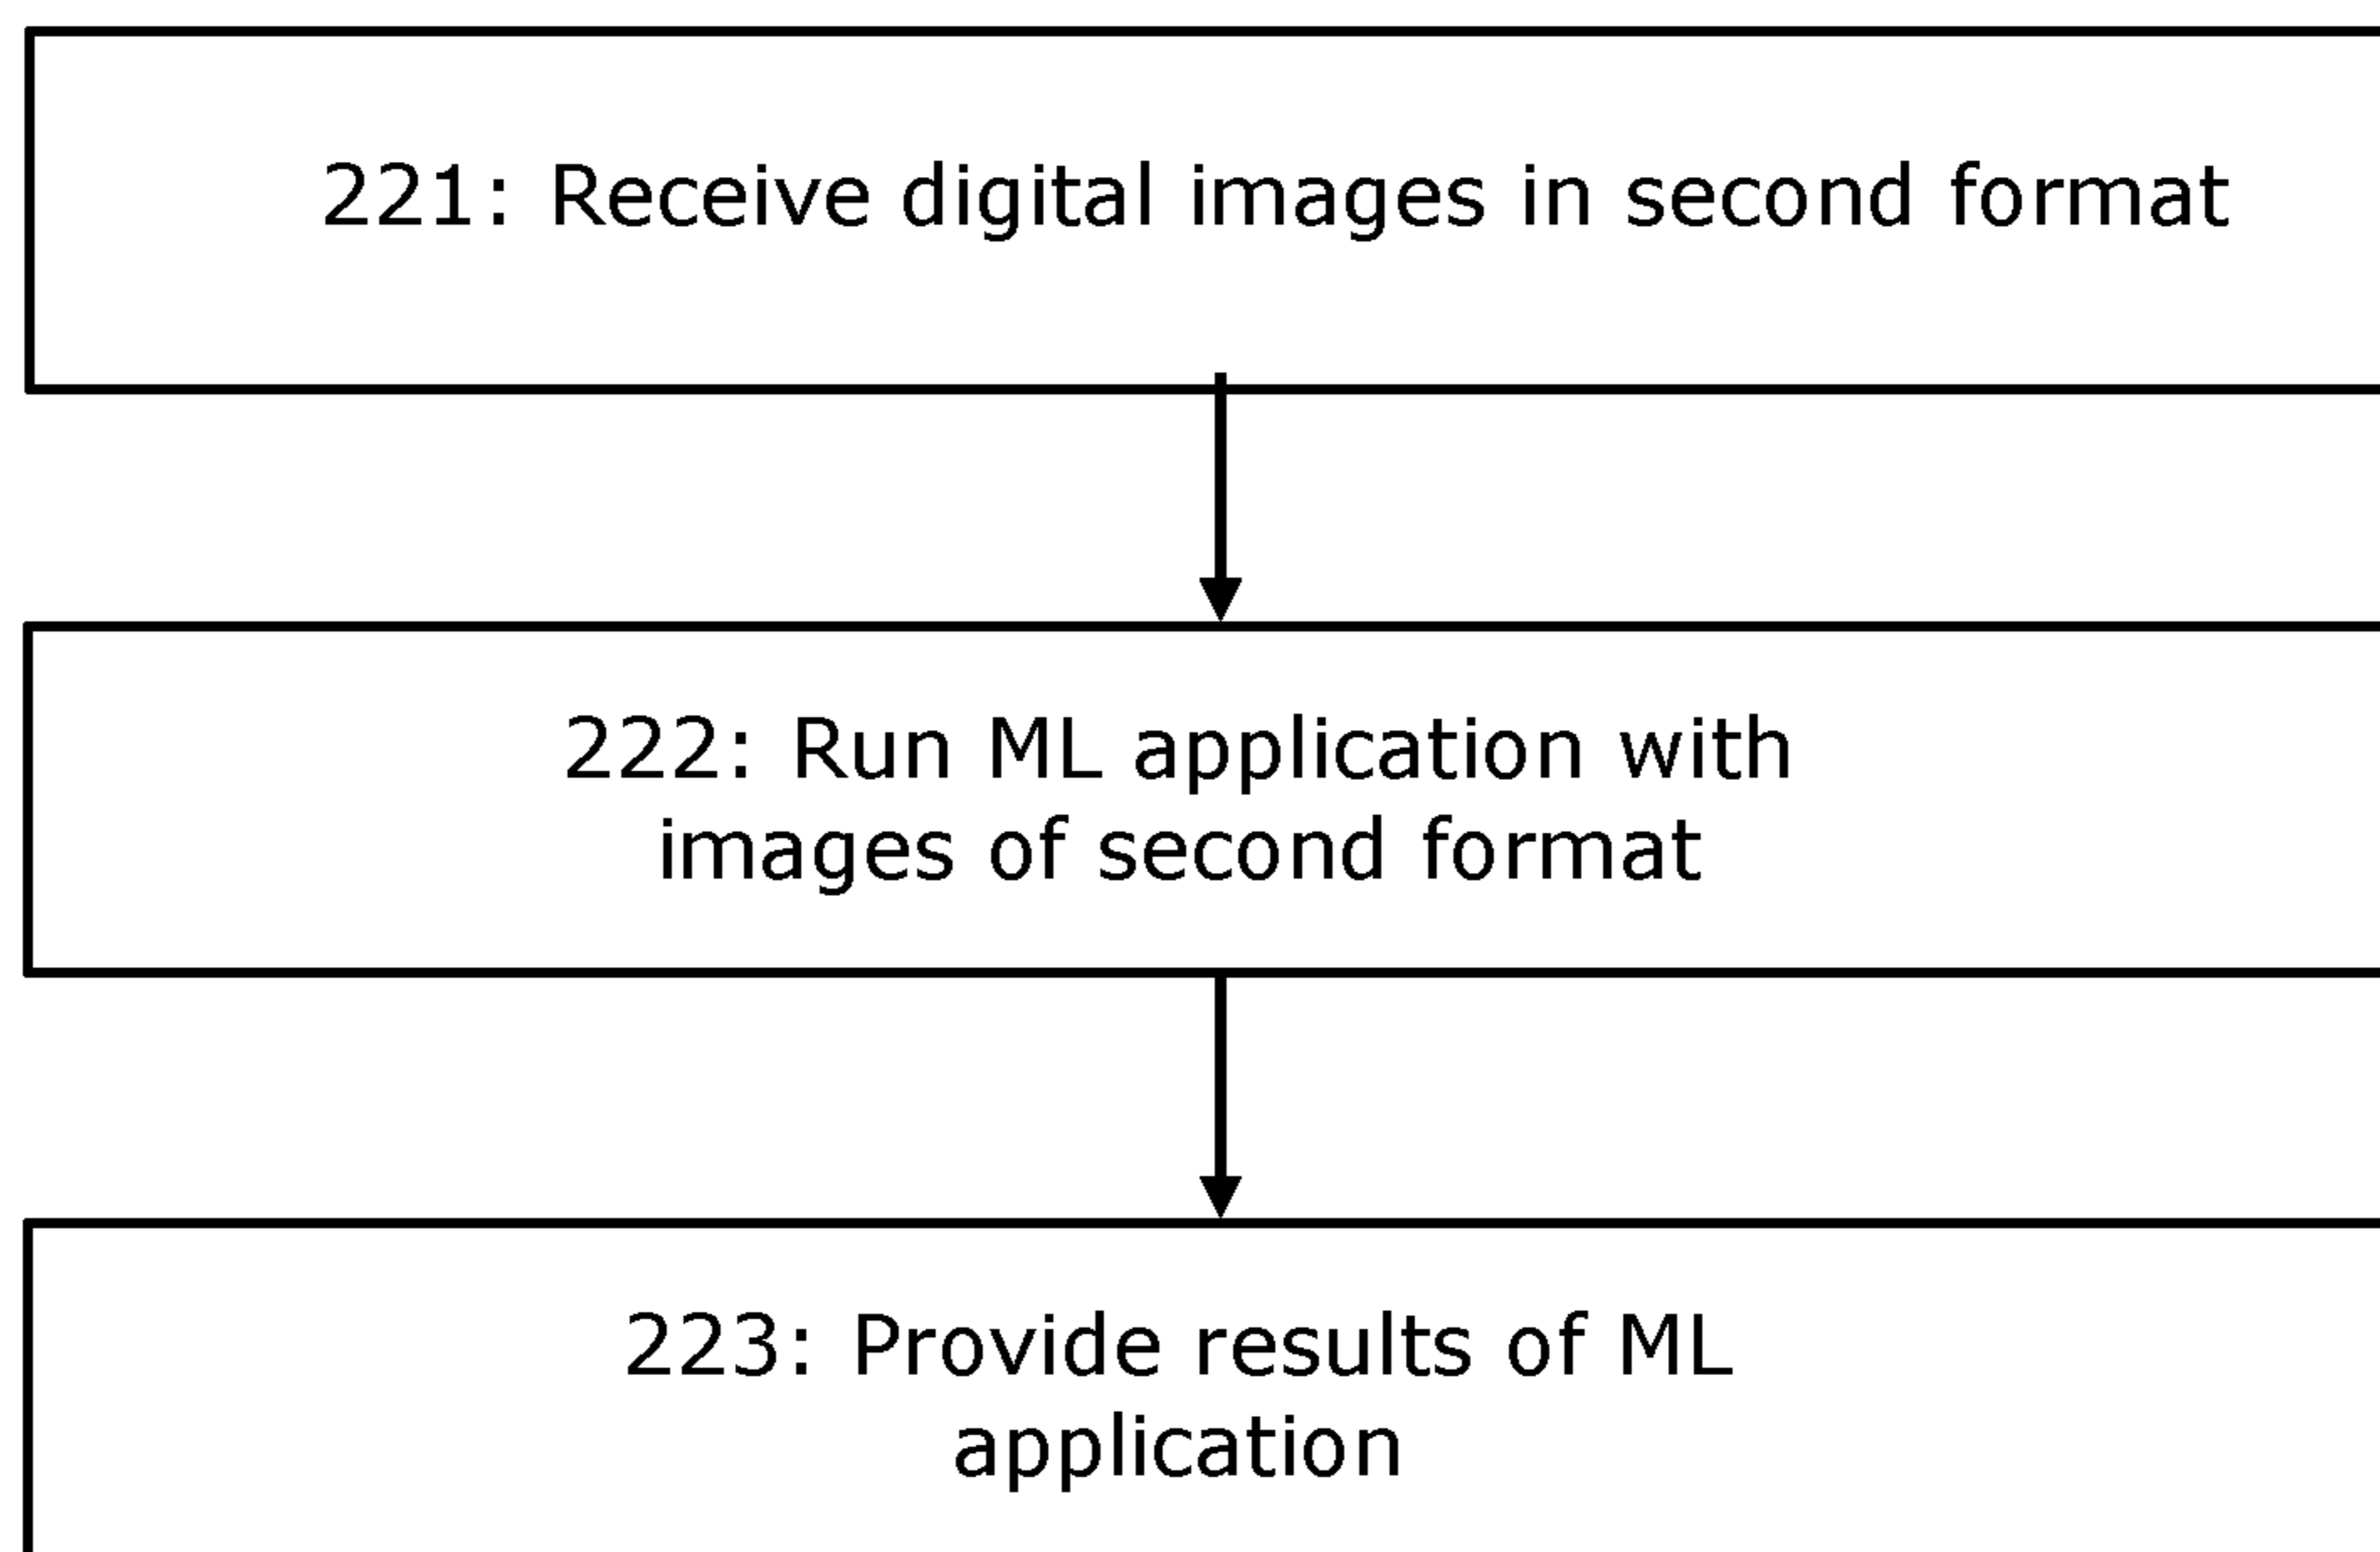 221: Receive digital images in second format
222: Run ML application with
images of second format
223: Provide results of ML
application